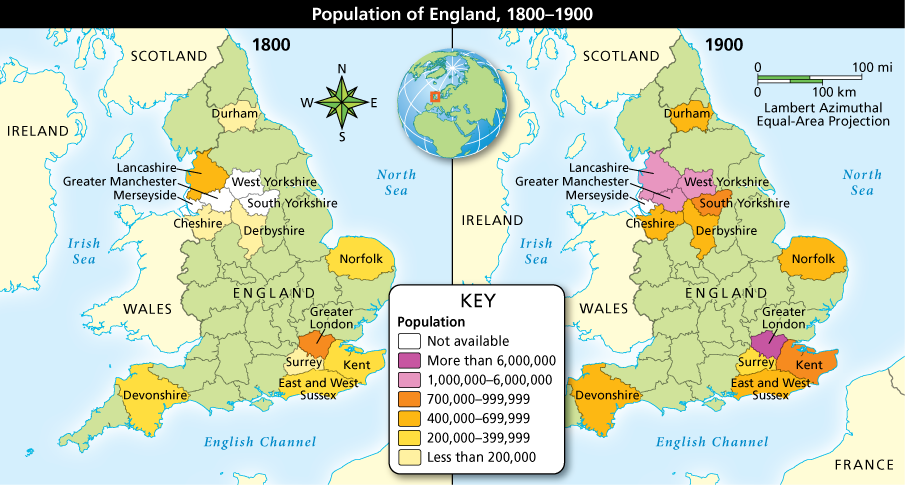 Population of England, 1800–1900
SCOTLAND
1800
N
W
E
S
IRELAND
Durham
Lancashire
Greater Manchester
Merseyside
West Yorkshire
South Yorkshire
Cheshire
Derbyshire
North
Sea
Irish
Sea
Norfolk
WALES
ENGLAND
Greater
London
Surrey
Kent
East and West
Sussex
Devonshire
English Channel
KEY
Population
Not available
More than 6,000,000
1,000,000–6,000,000
700,000–999,999
400,000–699,999
200,000–399,999
Less than 200,000
SCOTLAND
1900
0
100 mi
0
100 km
Lambert Azimuthal
Equal-Area Projection
Durham
Lancashire
Greater Manchester
Merseyside
West Yorkshire
South Yorkshire
Cheshire
Derbyshire
North
Sea
IRELAND
Irish
Sea
Norfolk
WALES
ENGLAND
Greater
London
Surrey
Kent
East and West
Sussex
Devonshire
English Channel
FRANCE